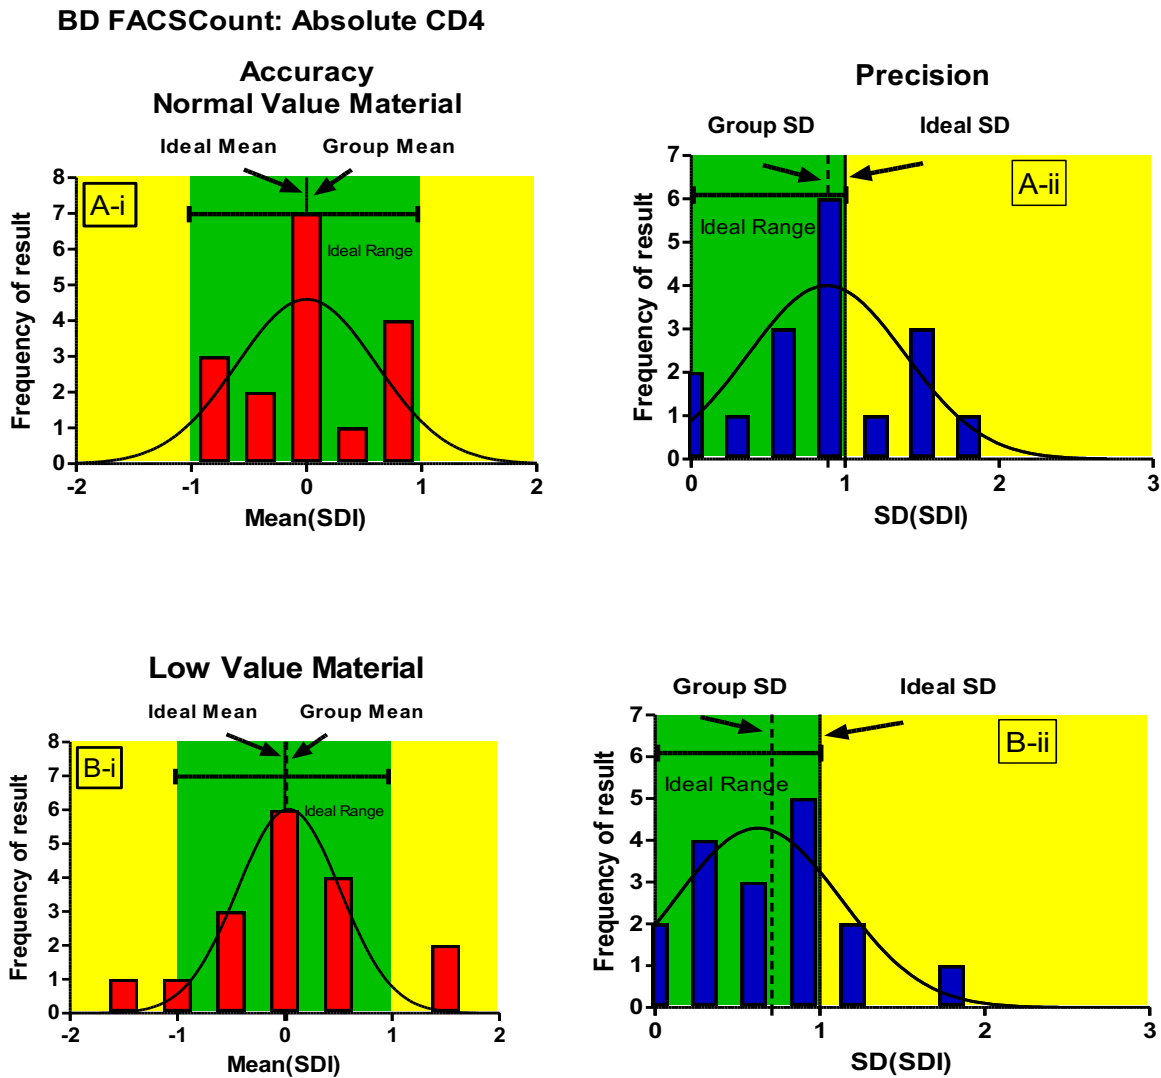 BD FACSCount: Absolute CD4
Accuracy
Normal Value Material
Ideal Mean Group Mean
A-i
Ideal Range
Frequency of result
8
7
6
5
4
3
2
1
0
-2 -1 0 1 2
Mean(SDI)
Precision
Group SD Ideal SD
A-ii
Ideal Range
Frequency of result
7
6
5
4
3
2
1
0
0 1 2 3
SD(SDI)
Low Value Material
Ideal Mean Group Mean
B-i
Ideal Range
Frequency of result
8
7
6
5
4
3
2
1
0
-2 -1 0 1 2
Mean(SDI)
Group SD Ideal SD
B-ii
Ideal Range
Frequency of result
7
6
5
4
3
2
1
0
0 1 2 3
SD(SDI)